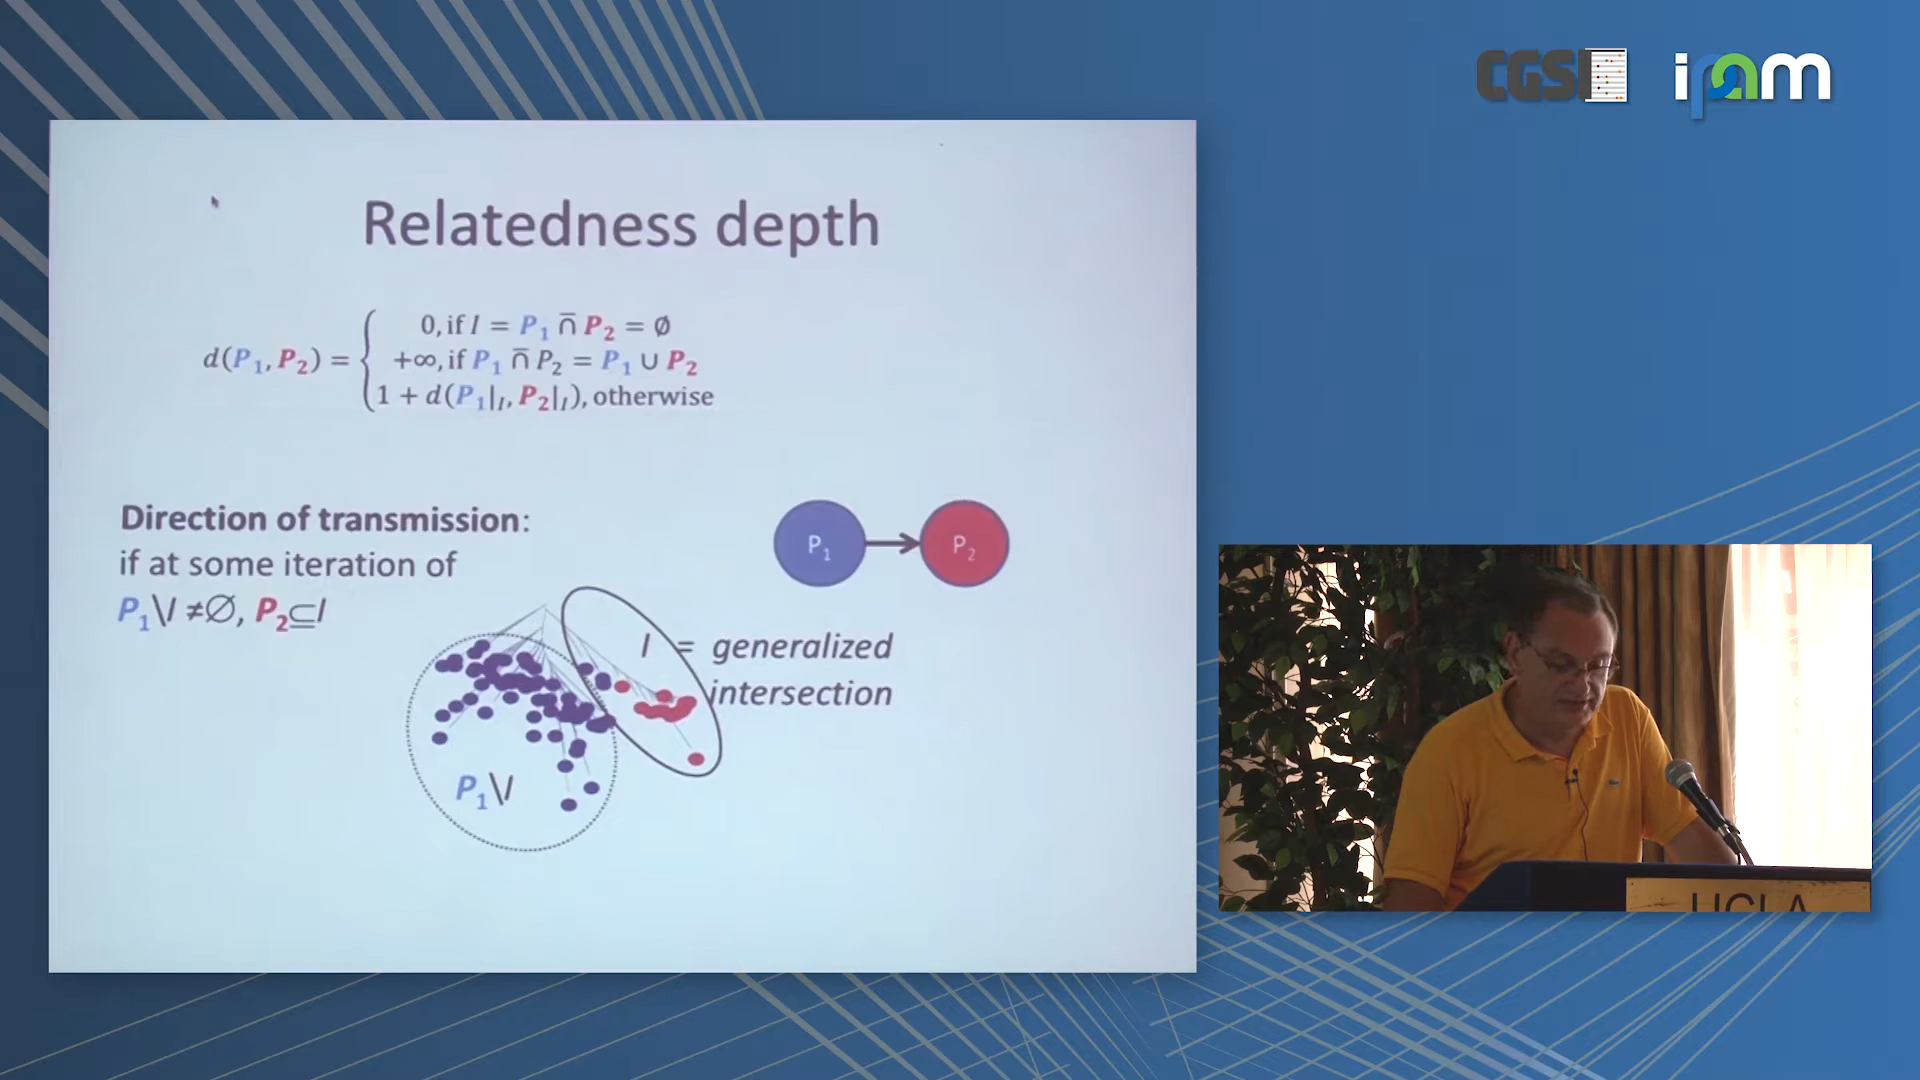 CGSI
ipam
Relatedness depth
d(P₁, P₂) = { 0, if I = P₁ ∩̅ P₂ = ∅
+∞, if P₁ ∩̅ P₂ = P₁ ∪ P₂
1 + d(P₁|ᵢ, P₂|ᵢ), otherwise
Direction of transmission:
if at some iteration of
P₁\I ≠∅, P₂⊆I
P₁ P₂
I = generalized
intersection
P₁\I
UCLA